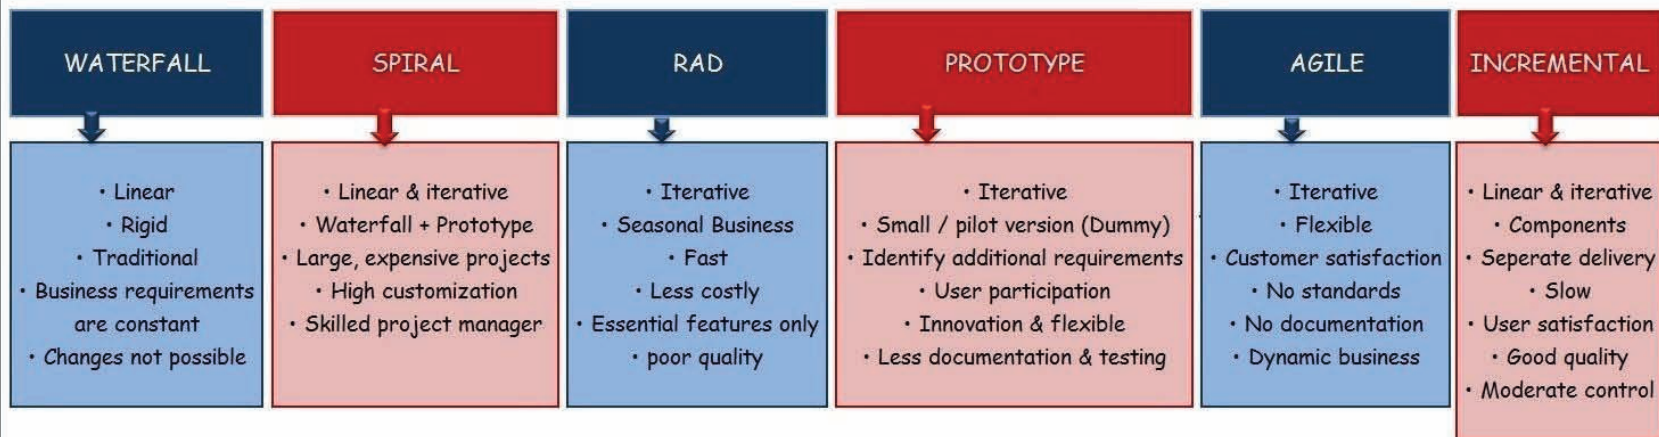 WATERFALL
SPIRAL
RAD
PROTOTYPE
AGILE
INCREMENTAL
• Linear
• Rigid
• Traditional
• Business requirements
are constant
• Changes not possible
• Linear & iterative
• Waterfall + Prototype
• Large, expensive projects
• High customization
• Skilled project manager
• Iterative
• Seasonal Business
• Fast
• Less costly
• Essential features only
• poor quality
• Iterative
• Small / pilot version (Dummy)
• Identify additional requirements
• User participation
• Innovation & flexible
• Less documentation & testing
• Iterative
• Flexible
• Customer satisfaction
• No standards
• No documentation
• Dynamic business
• Linear & iterative
• Components
• Seperate delivery
• Slow
• User satisfaction
• Good quality
• Moderate control